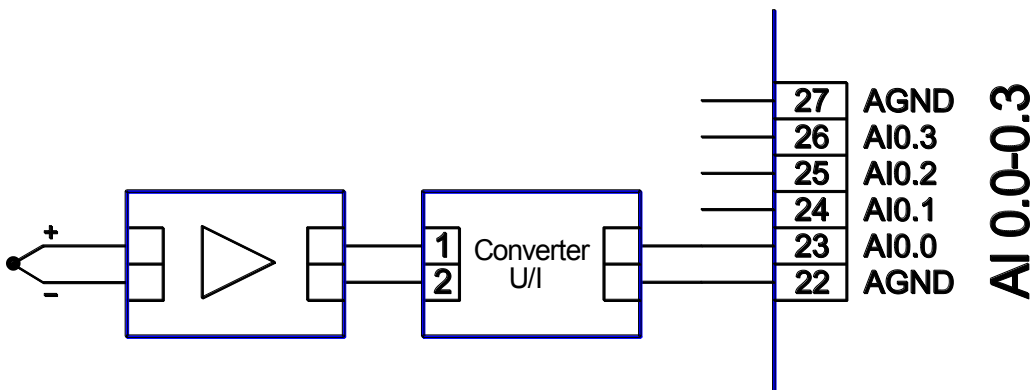 +
-
1
2
Converter
U/I
27 AGND
26 AI0.3
25 AI0.2
24 AI0.1
23 AI0.0
22 AGND
AI 0.0-0.3